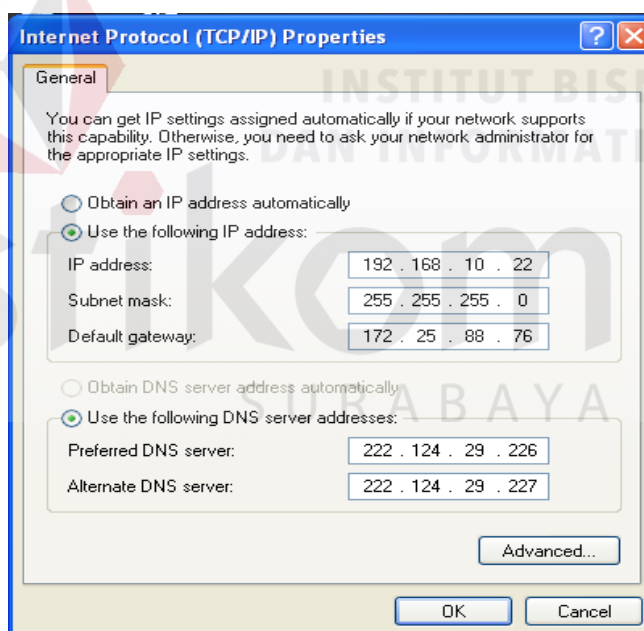 Internet Protocol (TCP/IP) Properties
General
INSTITUT BISI
DAN INFORMATI
stikom
SURABAYA
You can get IP settings assigned automatically if your network supports
this capability. Otherwise, you need to ask your network administrator for
the appropriate IP settings.
Obtain an IP address automatically
Use the following IP address:
IP address: 192 . 168 . 10 . 22
Subnet mask: 255 . 255 . 255 . 0
Default gateway: 172 . 25 . 88 . 76
Obtain DNS server address automatically
Use the following DNS server addresses:
Preferred DNS server: 222 . 124 . 29 . 226
Alternate DNS server: 222 . 124 . 29 . 227
Advanced...
OK Cancel